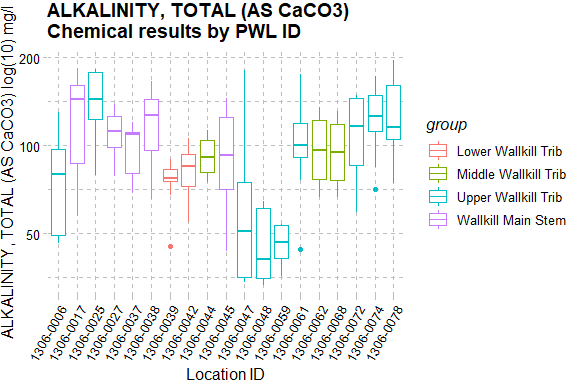 ALKALINITY, TOTAL (AS CaCO3)
Chemical results by PWL ID
ALKALINITY, TOTAL (AS CaCO3) log(10) mg/l
200
100
50
1306-0006
1306-0017
1306-0025
1306-0027
1306-0037
1306-0038
1306-0039
1306-0042
1306-0044
1306-0045
1306-0047
1306-0048
1306-0059
1306-0061
1306-0062
1306-0068
1306-0072
1306-0074
1306-0078
Location ID
group
Lower Wallkill Trib
Middle Wallkill Trib
Upper Wallkill Trib
Wallkill Main Stem